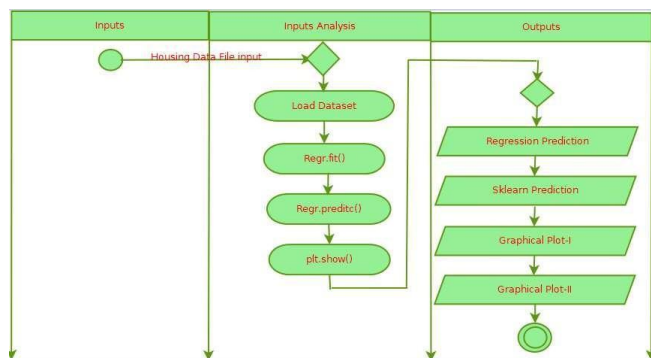 Inputs
Inputs Analysis
Outputs
Housing Data File input
Load Dataset
Regr.fit()
Regr.preditc()
plt.show()
Regression Prediction
Sklearn Prediction
Graphical Plot-I
Graphical Plot-II